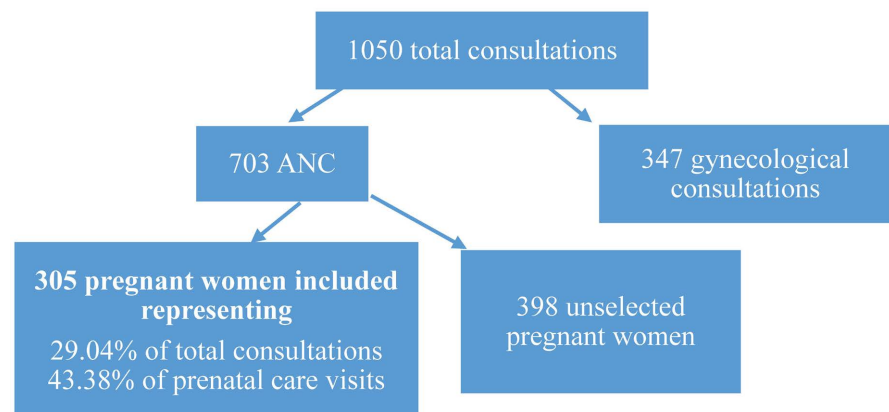 1050 total consultations
703 ANC
347 gynecological
consultations
305 pregnant women included
representing
29.04% of total consultations
43.38% of prenatal care visits
398 unselected
pregnant women